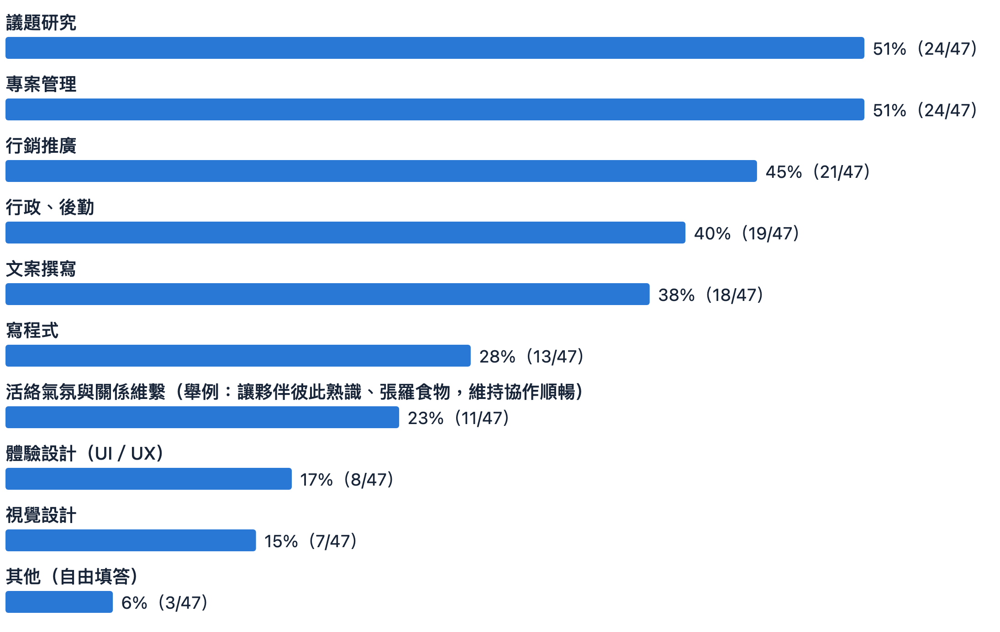 議題研究
51%（24/47）
專案管理
51%（24/47）
行銷推廣
45%（21/47）
行政、後勤
40%（19/47）
文案撰寫
38%（18/47）
寫程式
28%（13/47）
活絡氣氛與關係維繫（舉例：讓夥伴彼此熟識、張羅食物，維持協作順暢）
23%（11/47）
體驗設計（UI / UX）
17%（8/47）
視覺設計
15%（7/47）
其他（自由填答）
6%（3/47）